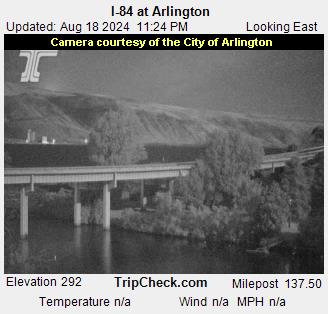 I-84 at Arlington
Updated: Aug 18 2024 11:24 PM Looking East
Camera courtesy of the City of Arlington
Elevation 292 TripCheck.com Milepost 137.50
Temperature n/a Wind n/a MPH n/a